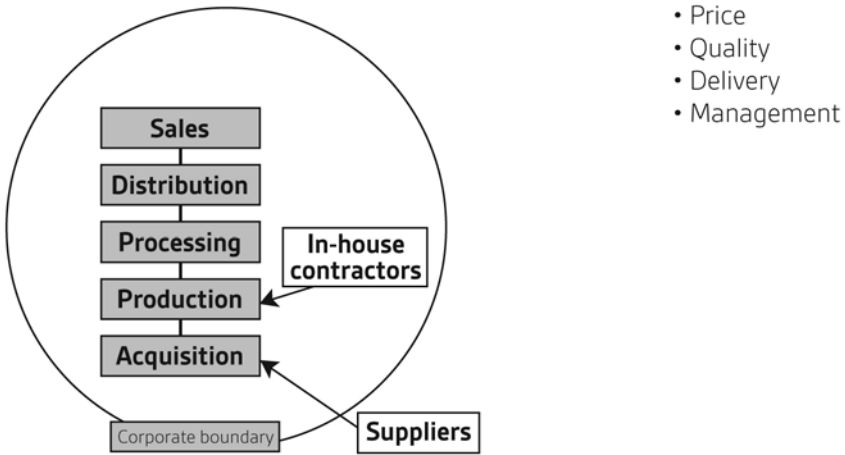 • Price
• Quality
• Delivery
• Management
Sales
Distribution
Processing
In-house
contractors
Production
Acquisition
Suppliers
Corporate boundary